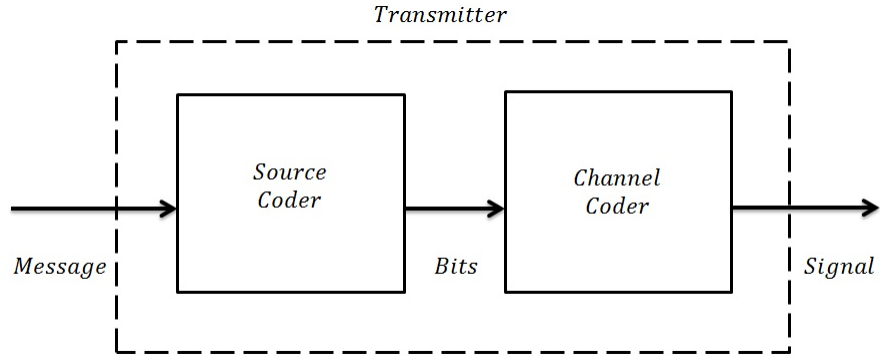 Transmitter
Source
Coder
Channel
Coder
Message
Bits
Signal